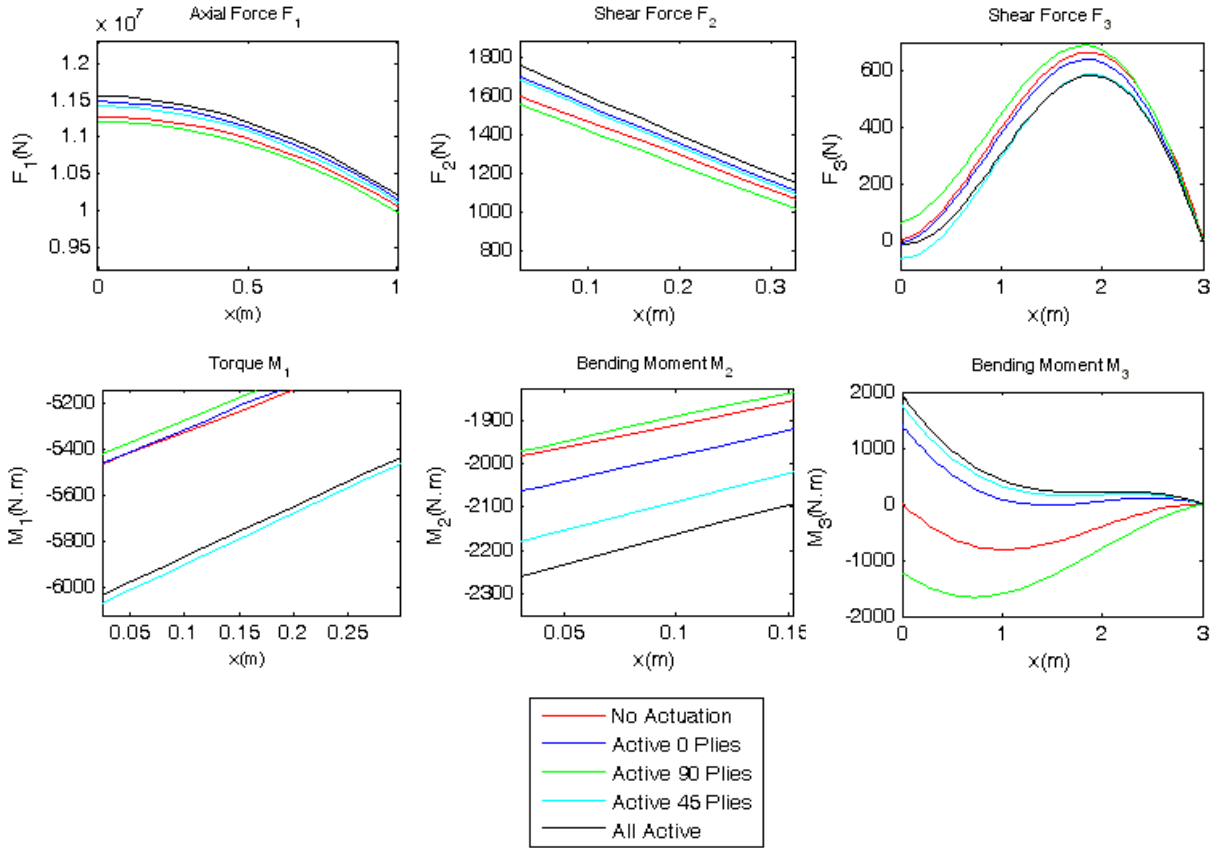 Axial Force F1
x 10^7
1.2
1.15
1.1
1.05
1
0.95
F1(N)
0
0.5
1
x(m)
Shear Force F2
1800
1600
1400
1200
1000
800
F2(N)
0.1
0.2
0.3
x(m)
Shear Force F3
600
400
200
0
F3(N)
0
1
2
3
x(m)
Torque M1
-5200
-5400
-5600
-5800
-6000
M1(N.m)
0.05
0.1
0.15
0.2
0.25
x(m)
Bending Moment M2
-1900
-2000
-2100
-2200
-2300
M2(N.m)
0.05
0.1
0.15
x(m)
Bending Moment M3
2000
1000
0
-1000
-2000
M3(N.m)
0
1
2
3
x(m)
No Actuation
Active 0 Plies
Active 90 Plies
Active 45 Plies
All Active